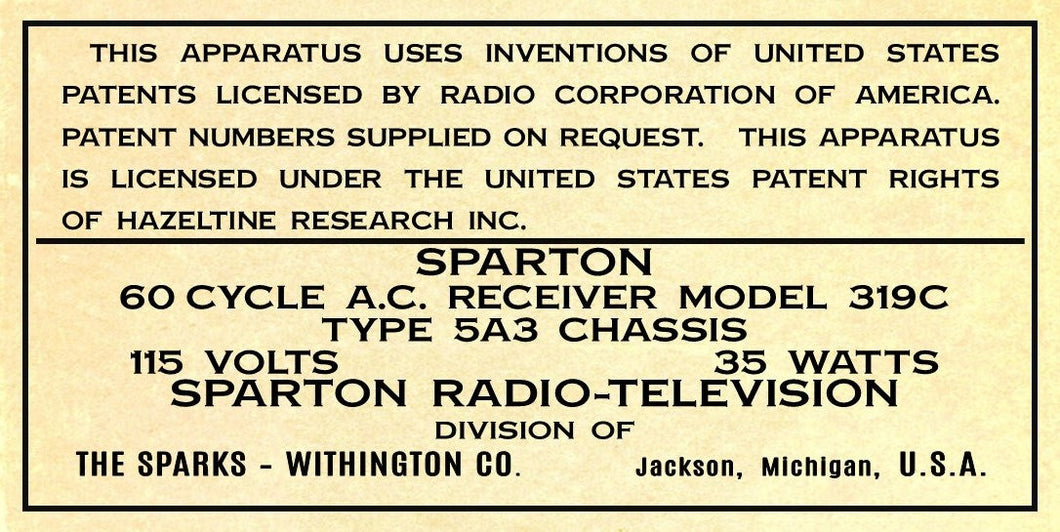 THIS APPARATUS USES INVENTIONS OF UNITED STATES
PATENTS LICENSED BY RADIO CORPORATION OF AMERICA.
PATENT NUMBERS SUPPLIED ON REQUEST. THIS APPARATUS
IS LICENSED UNDER THE UNITED STATES PATENT RIGHTS
OF HAZELTINE RESEARCH INC.
SPARTON
60 CYCLE A.C. RECEIVER MODEL 319C
TYPE 5A3 CHASSIS
115 VOLTS 35 WATTS
SPARTON RADIO-TELEVISION
DIVISION OF
THE SPARKS - WITHINGTON CO. Jackson, Michigan, U.S.A.